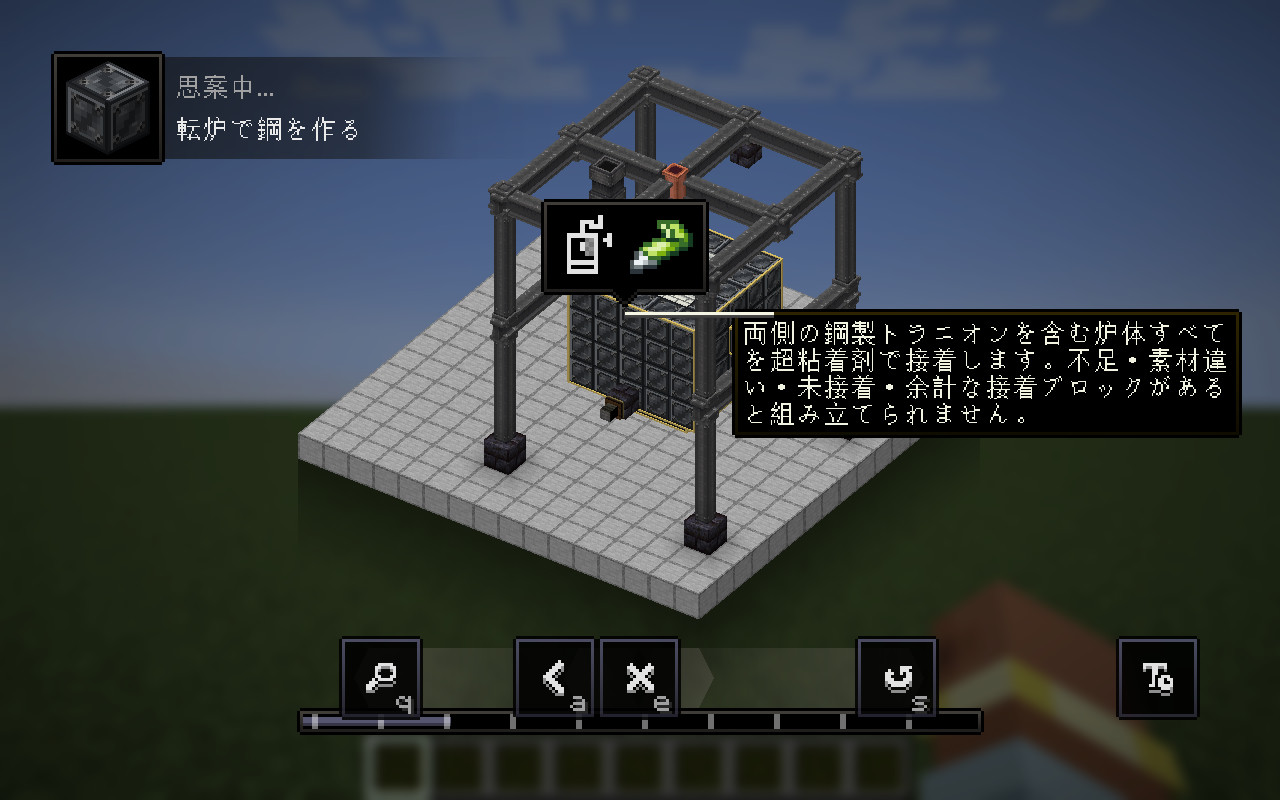 思案中...
転炉で鋼を作る
両側の鋼製トラニオンを含む炉体すべて
を超粘着剤で接着します。不足・素材違
い・未接着・余計な接着ブロックがある
と組み立てられません。
q
a
e
s